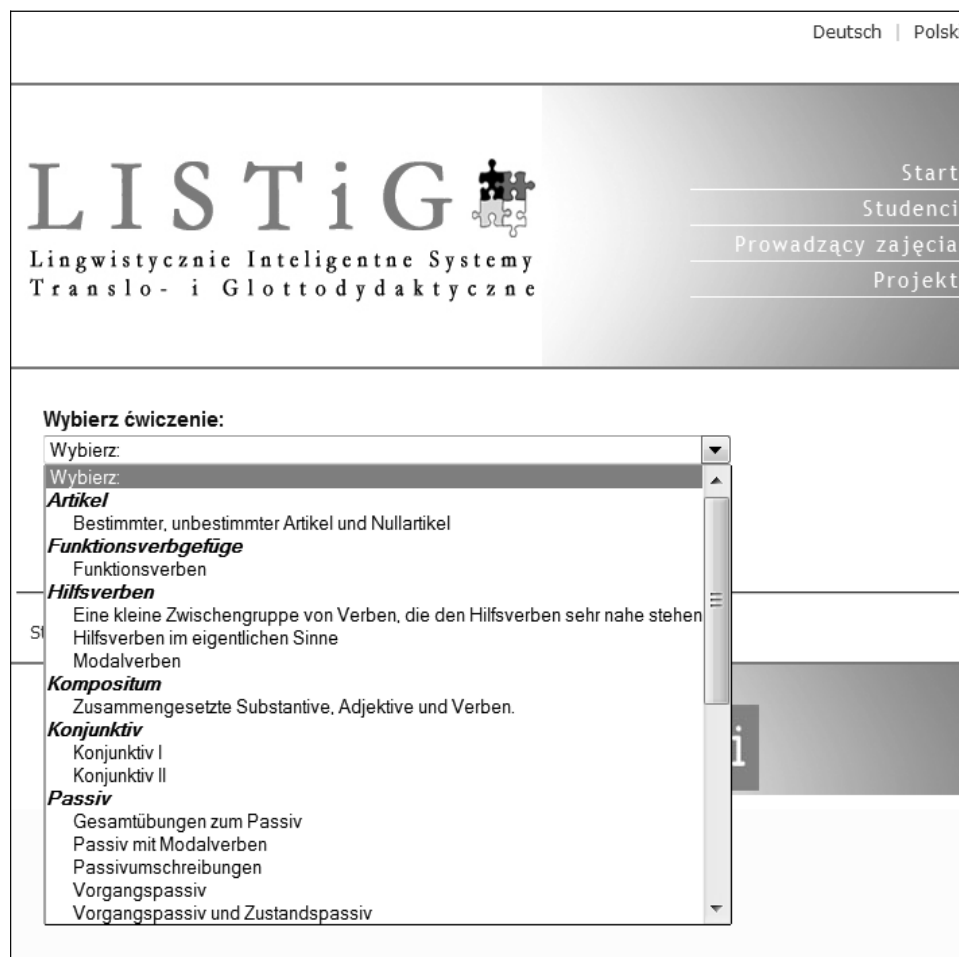 Deutsch | Polsk
LISTiG
Lingwistycznie Inteligentne Systemy
Translo- i Glottodydaktyczne
Start
Studenci
Prowadzący zajęcia
Projekt
Wybierz ćwiczenie:
Wybierz:
Wybierz:
Artikel
Bestimmter, unbestimmter Artikel und Nullartikel
Funktionsverbgefüge
Funktionsverben
Hilfsverben
Eine kleine Zwischengruppe von Verben, die den Hilfsverben sehr nahe stehen
Hilfsverben im eigentlichen Sinne
Modalverben
Kompositum
Zusammengesetzte Substantive, Adjektive und Verben.
Konjunktiv
Konjunktiv I
Konjunktiv II
Passiv
Gesamtübungen zum Passiv
Passiv mit Modalverben
Passivumschreibungen
Vorgangspassiv
Vorgangspassiv und Zustandspassiv